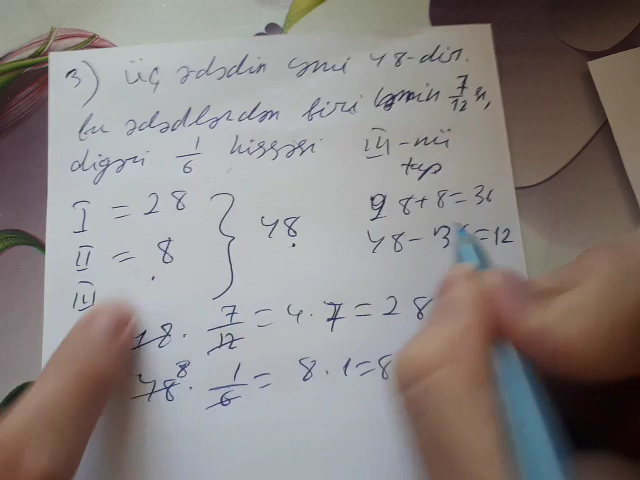 3) üç ədədin cəmi 48-dir.
bu ədədlərdən biri cəmin 7/12 si,
digəri 1/6 hissəsi III-nü
tap
I = 28
II = 8
III
} 48
28+8=36
48-36=12
48 · 7/12 = 4 · 7 = 28
48 8 · 1/6 = 8 · 1 = 8